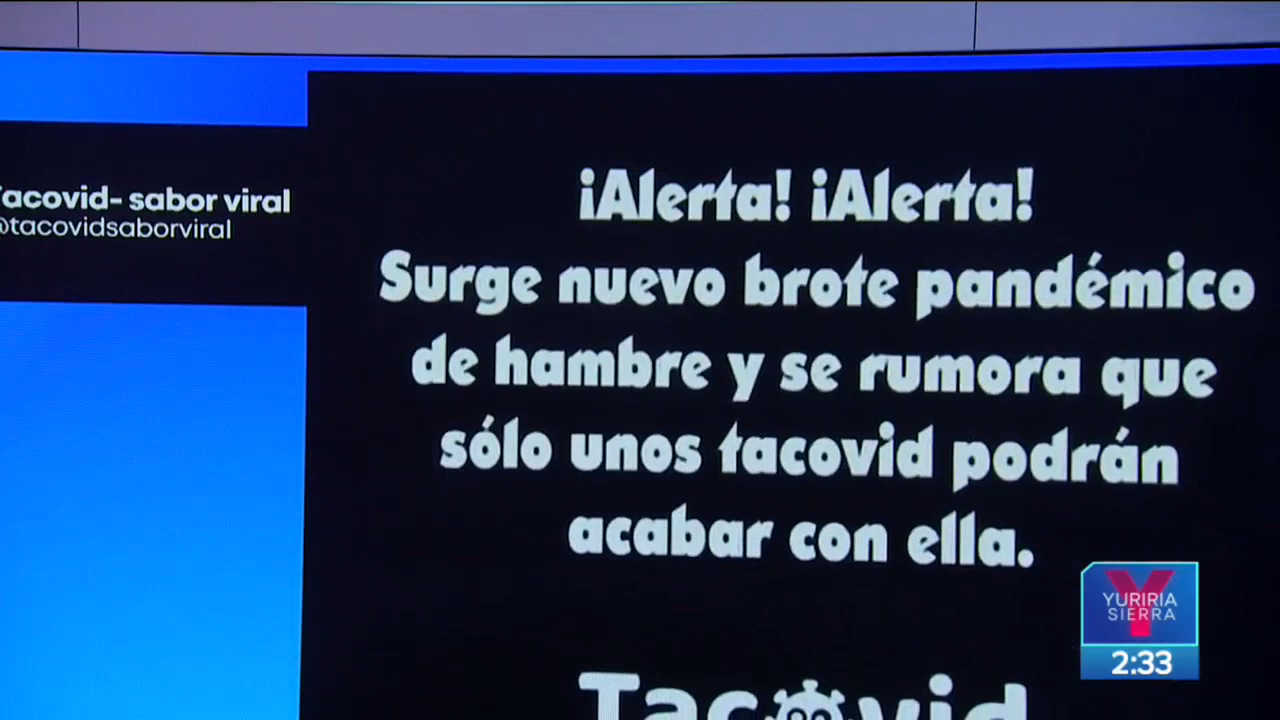 Tacovid- sabor viral
@tacovidsaborviral
¡Alerta! ¡Alerta!
Surge nuevo brote pandémico
de hambre y se rumora que
sólo unos tacovid podrán
acabar con ella.
Tacovid
YURIRIA
SIERRA
2:33